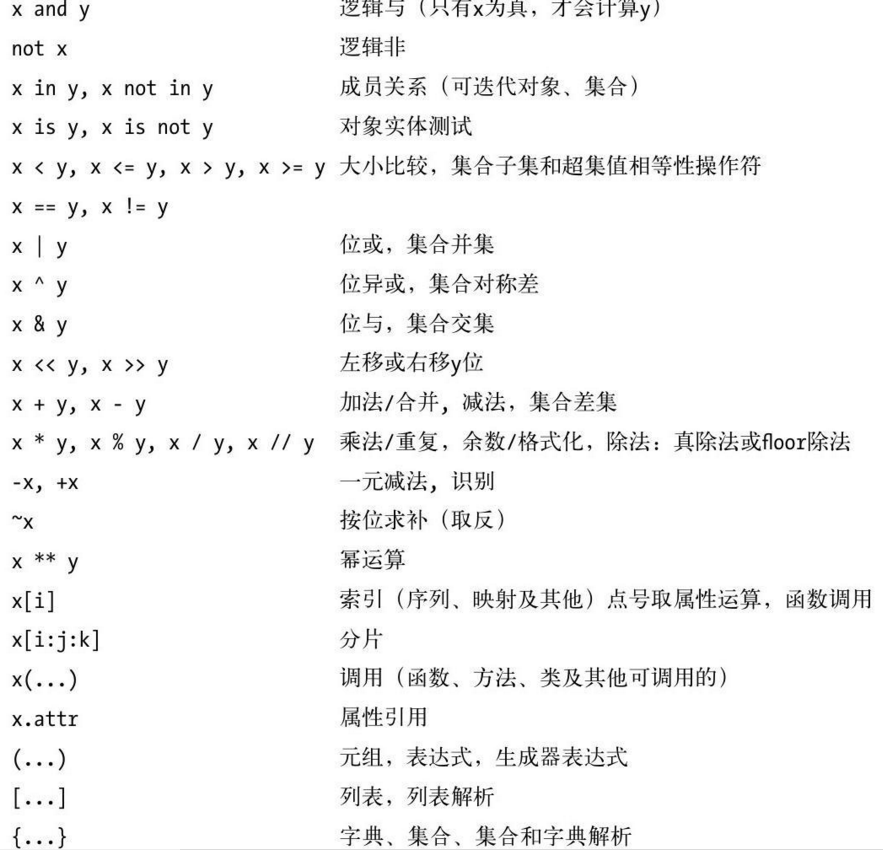 x and y 逻辑与（只有x为真，才会计算y）
not x 逻辑非
x in y, x not in y 成员关系（可迭代对象、集合）
x is y, x is not y 对象实体测试
x < y, x <= y, x > y, x >= y 大小比较，集合子集和超集值相等性操作符
x == y, x != y
x | y 位或，集合并集
x ^ y 位异或，集合对称差
x & y 位与，集合交集
x << y, x >> y 左移或右移y位
x + y, x - y 加法/合并, 减法，集合差集
x * y, x % y, x / y, x // y 乘法/重复，余数/格式化，除法：真除法或floor除法
-x, +x 一元减法, 识别
~x 按位求补（取反）
x ** y 幂运算
x[i] 索引（序列、映射及其他）点号取属性运算，函数调用
x[i:j:k] 分片
x(...) 调用（函数、方法、类及其他可调用的）
x.attr 属性引用
(...) 元组，表达式，生成器表达式
[...] 列表，列表解析
{...} 字典、集合、集合和字典解析